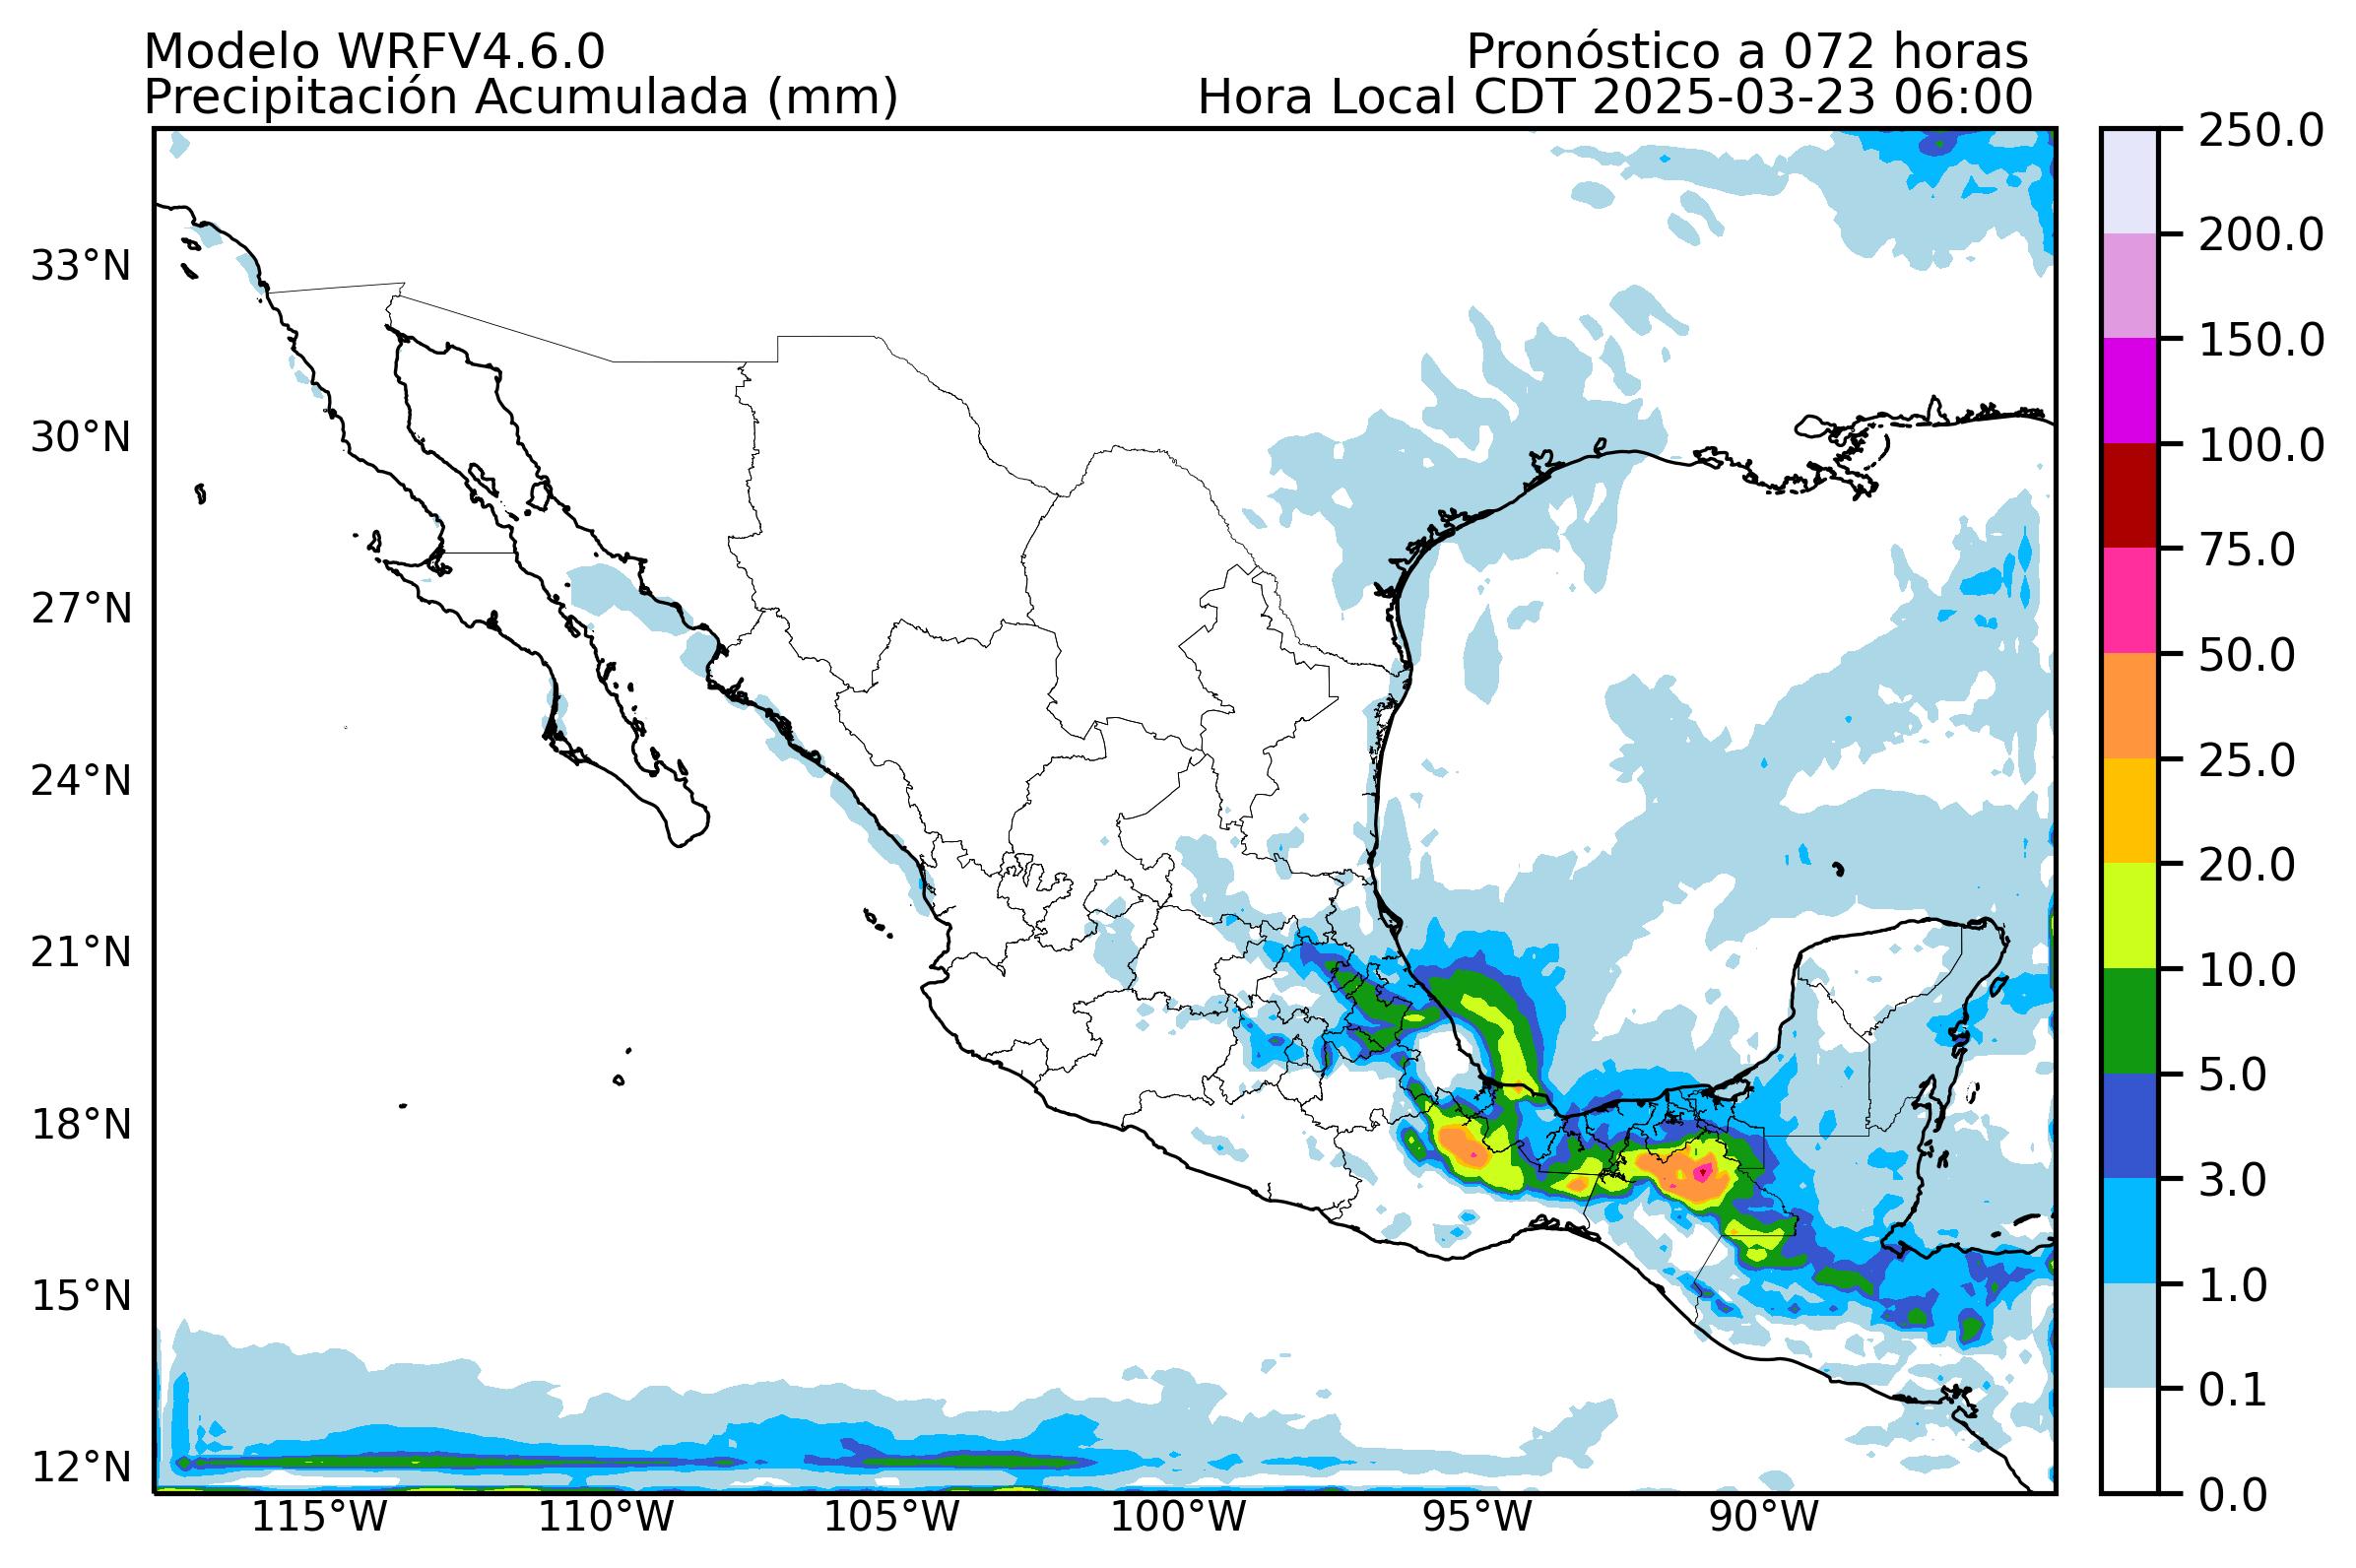 Modelo WRFV4.6.0
Pronóstico a 072 horas
Precipitación Acumulada (mm)
Hora Local CDT 2025-03-23 06:00
33°N
30°N
27°N
24°N
21°N
18°N
15°N
12°N
115°W
110°W
105°W
100°W
95°W
90°W
250.0
200.0
150.0
100.0
75.0
50.0
25.0
20.0
10.0
5.0
3.0
1.0
0.1
0.0